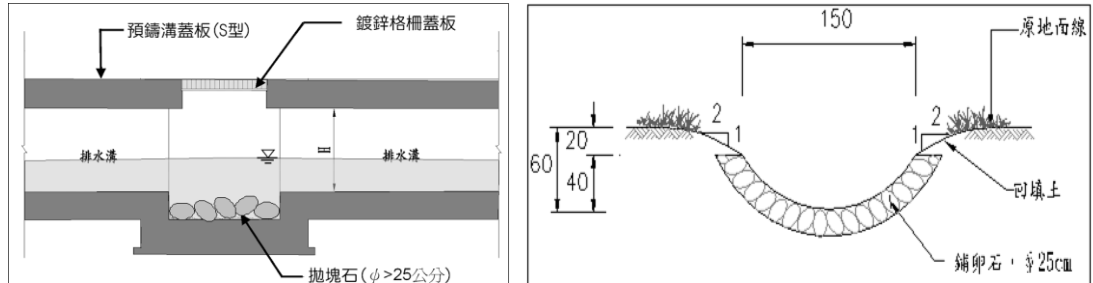 預鑄溝蓋板(S型)
鍍鋅格柵蓋板
排水溝
H
排水溝
拋塊石(ψ>25公分)
150
原地面線
2
1
2
1
20
60
40
回填土
鋪卵石,φ25cm